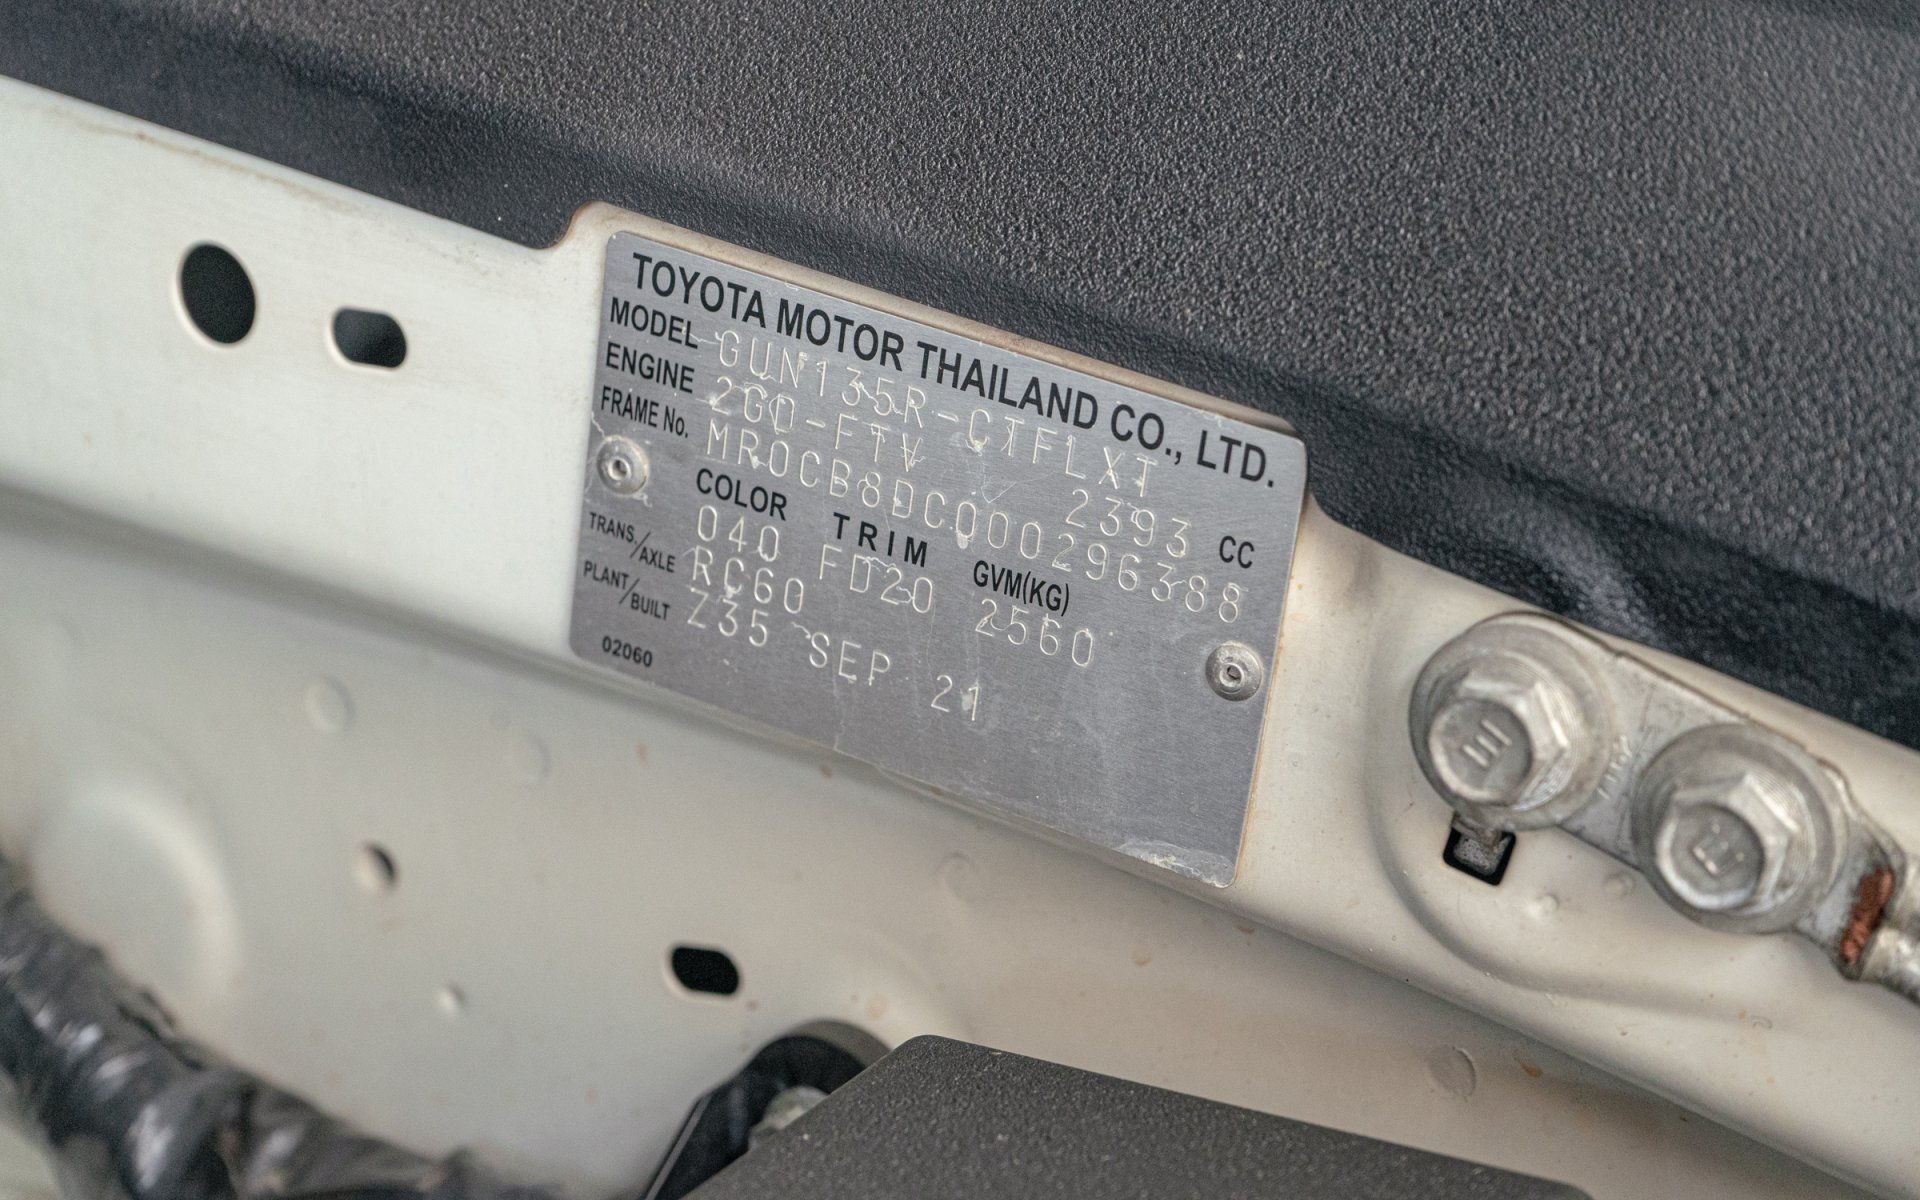 TOYOTA MOTOR THAILAND CO., LTD.
MODEL GUN135R-CTFLXT
ENGINE 2GD-FTV 2393 CC
FRAME No. MR0CB8DC000296388
COLOR TRIM GVM(KG)
040 FD20 2560
TRANS./AXLE RC60
PLANT/BUILT Z35 SEP 21
02060